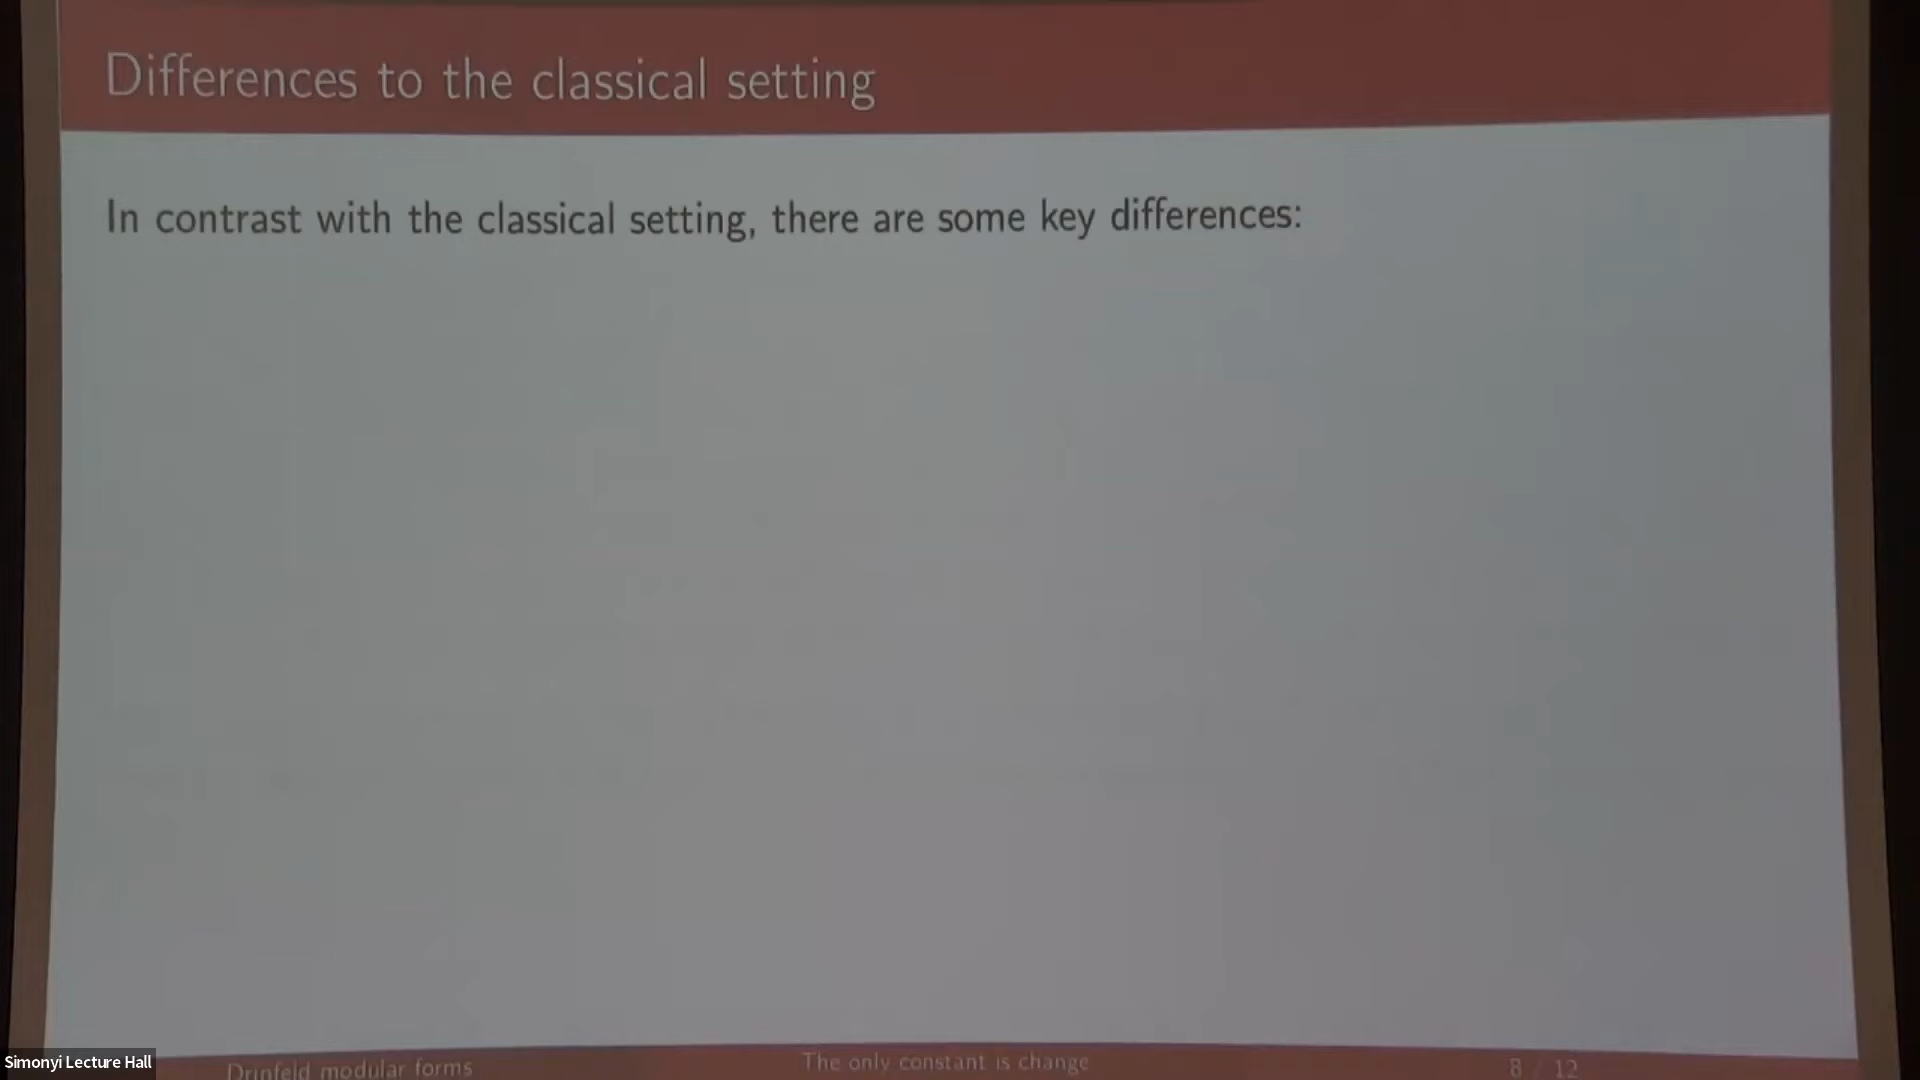 Differences to the classical setting
In contrast with the classical setting, there are some key differences:
Simonyi Lecture Hall
Drinfeld modular forms
The only constant is change
8 / 12